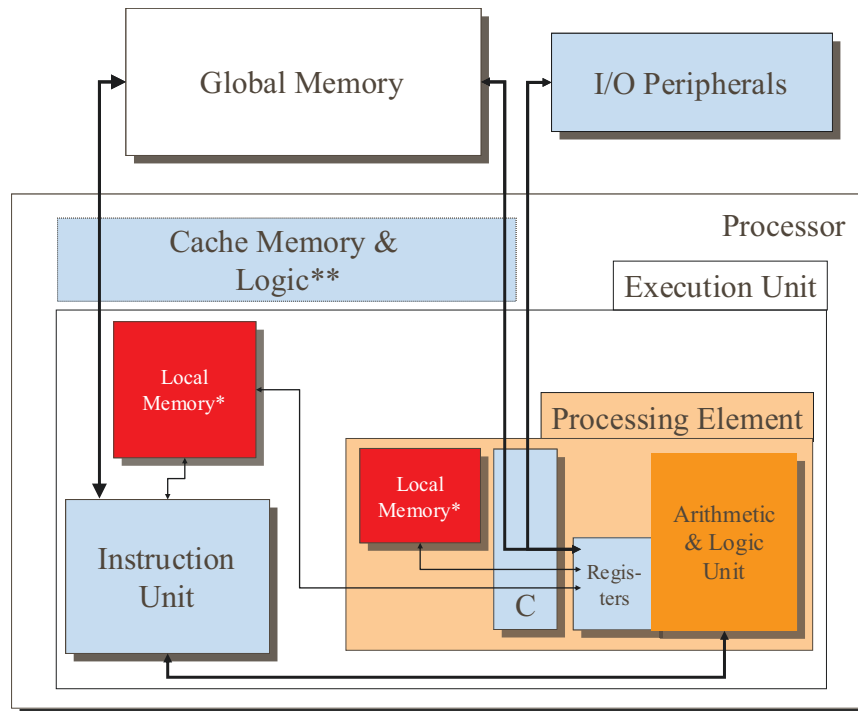 Global Memory
I/O Peripherals
Processor
Cache Memory &
Logic**
Execution Unit
Local
Memory*
Processing Element
Local
Memory*
Arithmetic
& Logic
Unit
Instruction
Unit
C
Regis-
ters